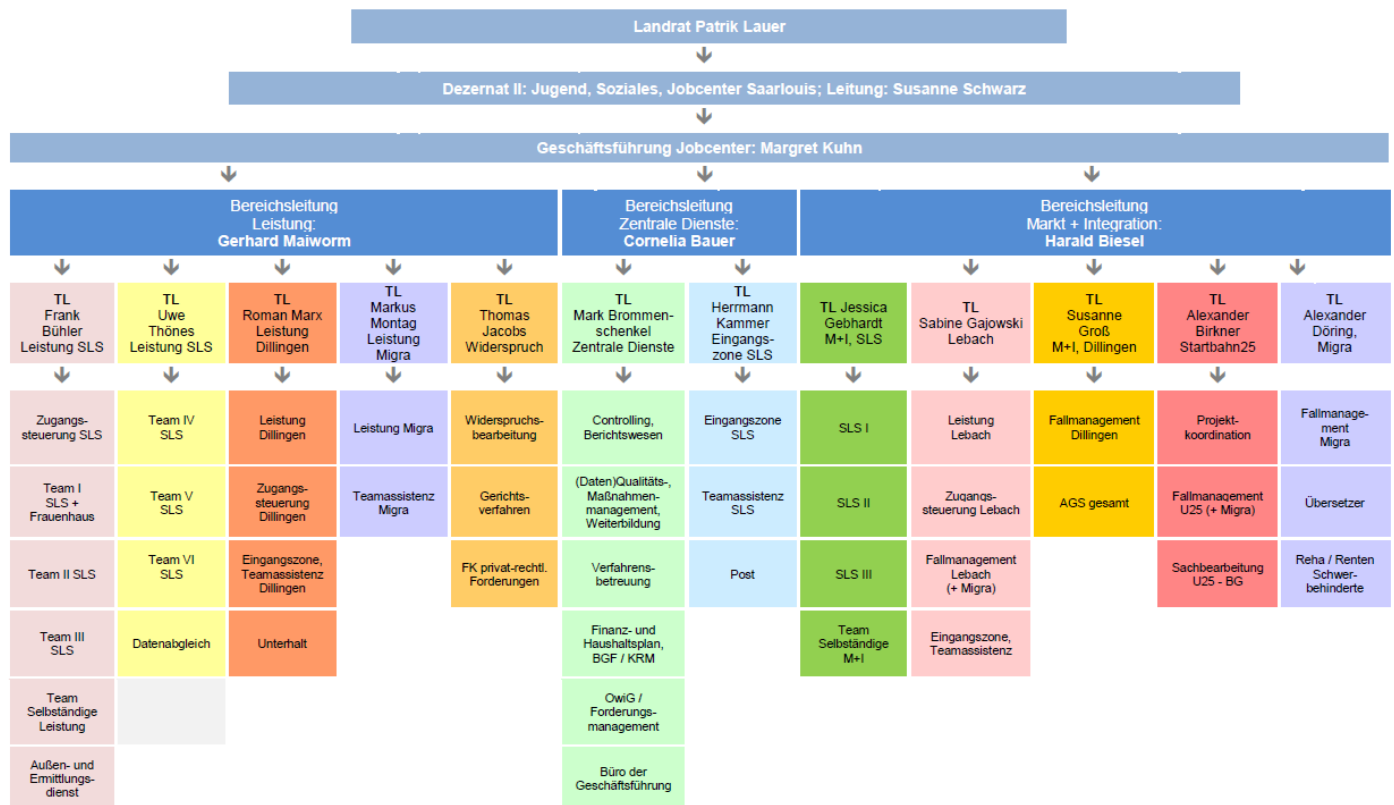 Landrat Patrik Lauer
Dezernat II: Jugend, Soziales, Jobcenter Saarlouis; Leitung: Susanne Schwarz
Geschäftsführung Jobcenter: Margret Kuhn
Bereichsleitung
Leistung:
Gerhard Maiworm
Bereichsleitung
Zentrale Dienste:
Cornelia Bauer
Bereichsleitung
Markt + Integration:
Harald Biesel
TL
Frank
Bühler
Leistung SLS
TL
Uwe
Thönes
Leistung SLS
TL
Roman Marx
Leistung
Dillingen
TL
Markus
Montag
Leistung
Migra
TL
Thomas
Jacobs
Widerspruch
TL
Mark Brommen-
schenkel
Zentrale Dienste
TL
Herrmann
Kammer
Eingangs-
zone SLS
TL Jessica
Gebhardt
M+I, SLS
TL
Sabine Gajowski
Lebach
TL
Susanne
Groß
M+I, Dillingen
TL
Alexander
Birkner
Startbahn25
TL
Alexander
Döring,
Migra
Zugangs-
steuerung SLS
Team IV
SLS
Leistung
Dillingen
Leistung Migra
Widerspruchs-
bearbeitung
Controlling,
Berichtswesen
Eingangszone
SLS
SLS I
Leistung
Lebach
Fallmanagement
Dillingen
Projekt-
koordination
Fallmanage-
ment
Migra
Team I
SLS +
Frauenhaus
Team V
SLS
Zugangs-
steuerung
Dillingen
Teamassistenz
Migra
Gerichts-
verfahren
(Daten)Qualitäts-,
Maßnahmen-
management,
Weiterbildung
Teamassistenz
SLS
SLS II
Zugangs-
steuerung Lebach
AGS gesamt
Fallmanagement
U25 (+ Migra)
Übersetzer
Team II SLS
Team VI
SLS
Eingangszone,
Teamassistenz
Dillingen
FK privat-rechtl.
Forderungen
Verfahrens-
betreuung
Post
SLS III
Fallmanagement
Lebach
(+ Migra)
Sachbearbeitung
U25 - BG
Reha / Renten
Schwer-
behinderte
Team III
SLS
Datenabgleich
Unterhalt
Finanz- und
Haushaltsplan,
BGF / KRM
Team
Selbständige
M+I
Eingangszone,
Teamassistenz
Team
Selbständige
Leistung
OwiG /
Forderungs-
management
Außen- und
Ermittlungs-
dienst
Büro der
Geschäftsführung